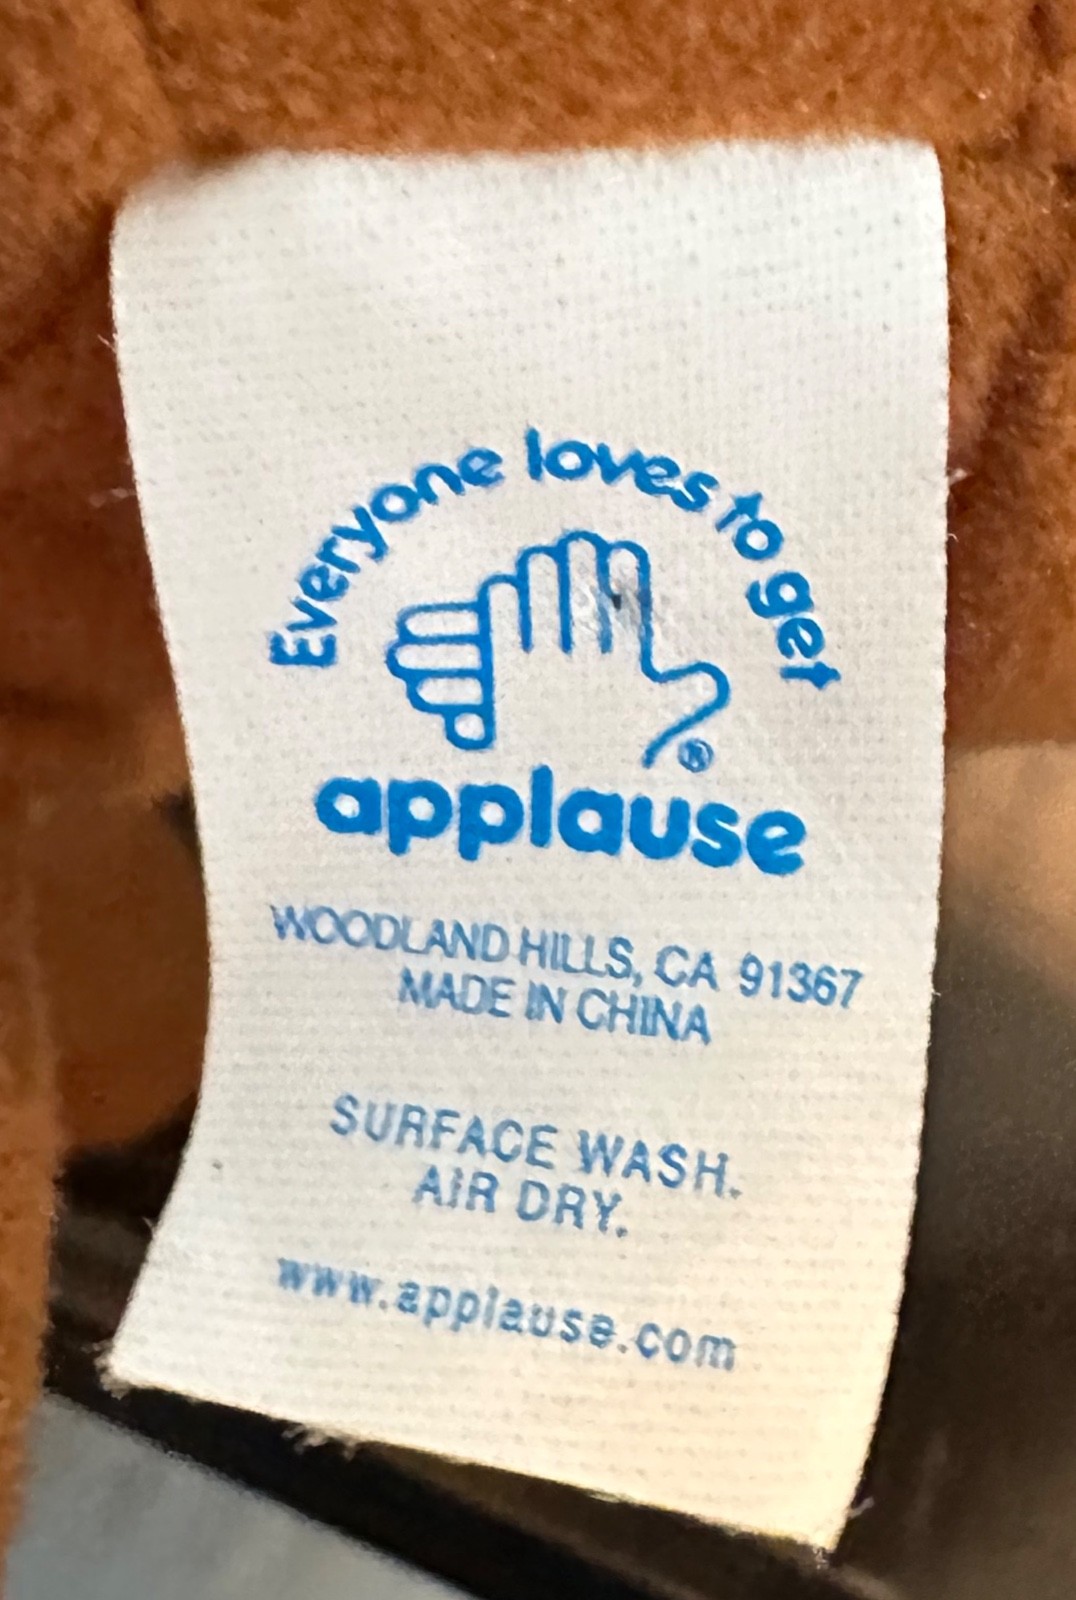 Everyone loves to get
®
applause
WOODLAND HILLS, CA 91367
MADE IN CHINA
SURFACE WASH.
AIR DRY.
www.applause.com